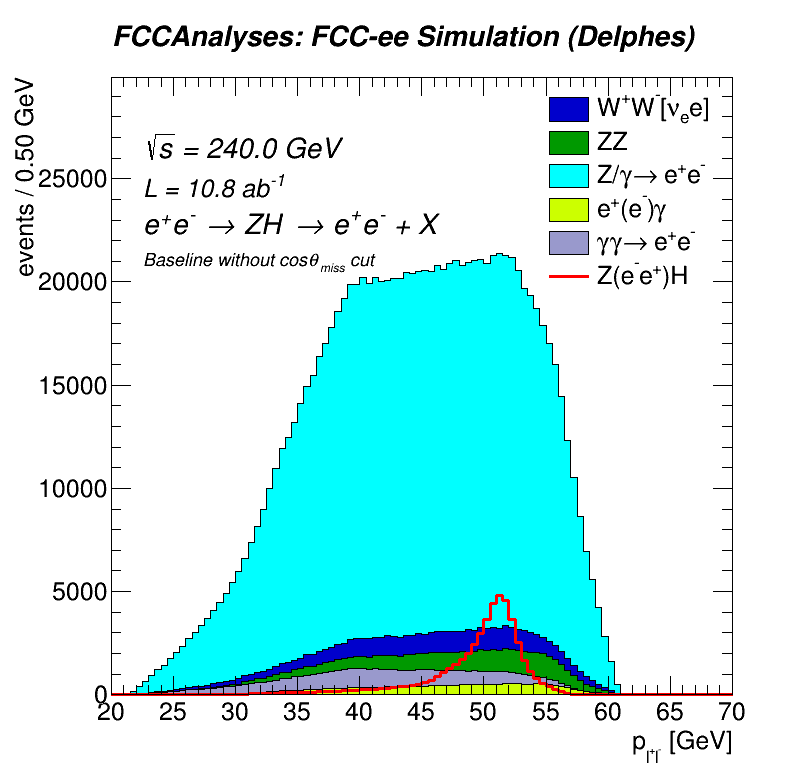 FCCAnalyses: FCC-ee Simulation (Delphes)
events / 0.50 GeV
√s = 240.0 GeV
L = 10.8 ab⁻¹
e⁺e⁻ → ZH → e⁺e⁻ + X
Baseline without cosθ_miss cut
W⁺W⁻[νₑe]
ZZ
Z/γ→ e⁺e⁻
e⁺(e⁻)γ
γγ→ e⁺e⁻
Z(e⁻e⁺)H
25000
20000
15000
10000
5000
0
20 25 30 35 40 45 50 55 60 65 70
p_l⁺l⁻ [GeV]